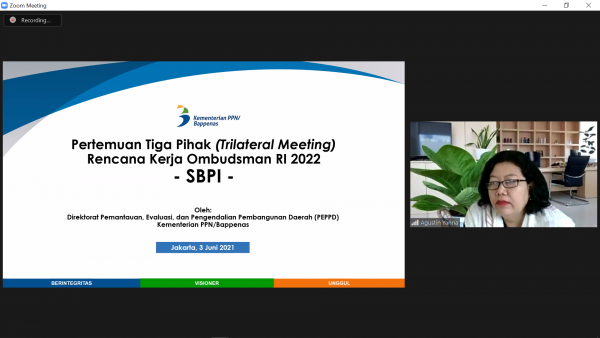 Zoom Meeting
Recording...
Kementerian PPN/
Bappenas
Pertemuan Tiga Pihak (Trilateral Meeting)
Rencana Kerja Ombudsman RI 2022
- SBPI -
Oleh:
Direktorat Pemantauan, Evaluasi, dan Pengendalian Pembangunan Daerah (PEPPD)
Kementerian PPN/Bappenas
Jakarta, 3 Juni 2021
BERINTEGRITAS
VISIONER
UNGGUL
Agustin Yanna